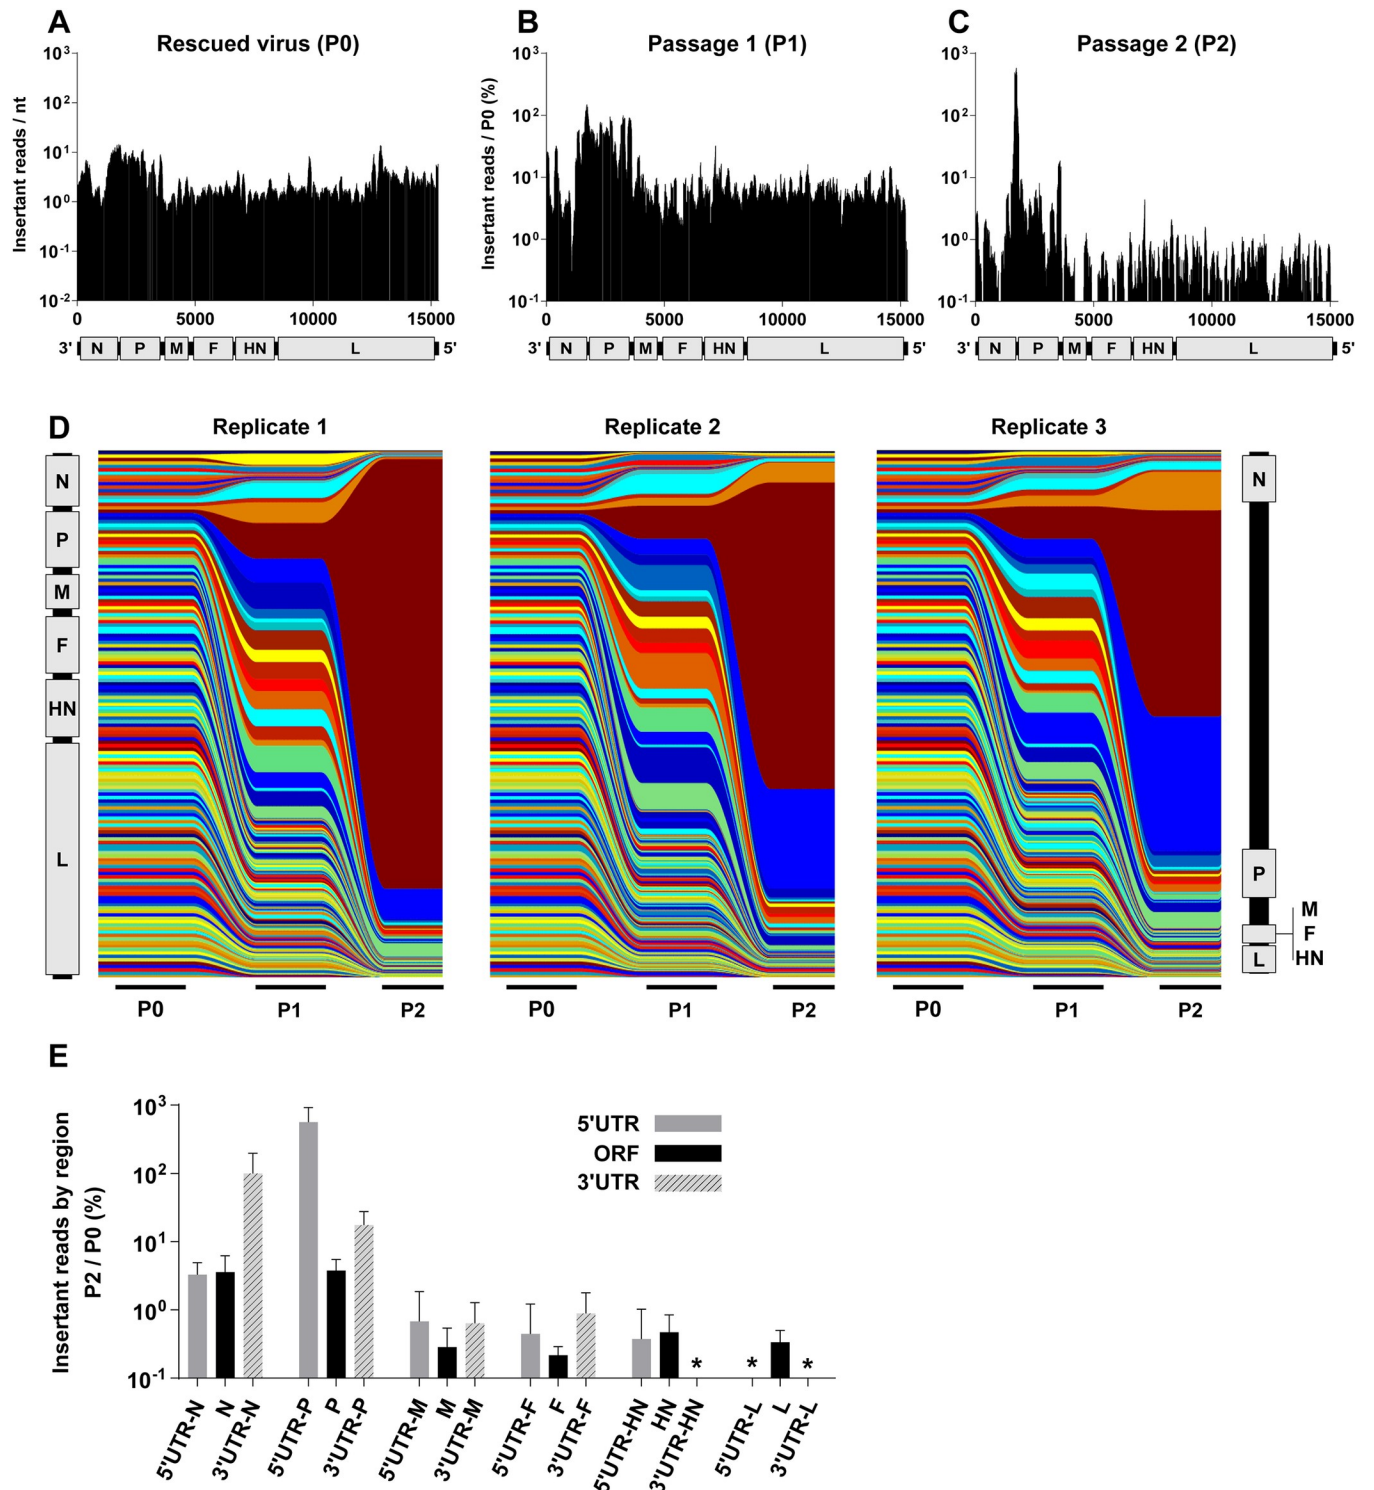 A
Rescued virus (P0)
Insertant reads / nt
10³
10²
10¹
10⁰
10⁻¹
10⁻²
0 5000 10000 15000
3' N P M F HN L 5'
B
Passage 1 (P1)
Insertant reads / P0 (%)
10³
10²
10¹
10⁰
10⁻¹
0 5000 10000 15000
3' N P M F HN L 5'
C
Passage 2 (P2)
10³
10²
10¹
10⁰
10⁻¹
0 5000 10000 15000
3' N P M F HN L 5'
D
Replicate 1
Replicate 2
Replicate 3
N
P
M
F
HN
L
N
P
M
F
HN
L
P0 P1 P2
P0 P1 P2
P0 P1 P2
E
Insertant reads by region
P2 / P0 (%)
10³
10²
10¹
10⁰
10⁻¹
5'UTR
ORF
3'UTR
* * *
5'UTR-N
N
3'UTR-N
5'UTR-P
P
3'UTR-P
5'UTR-M
M
3'UTR-M
5'UTR-F
F
3'UTR-F
5'UTR-HN
HN
3'UTR-HN
5'UTR-L
L
3'UTR-L